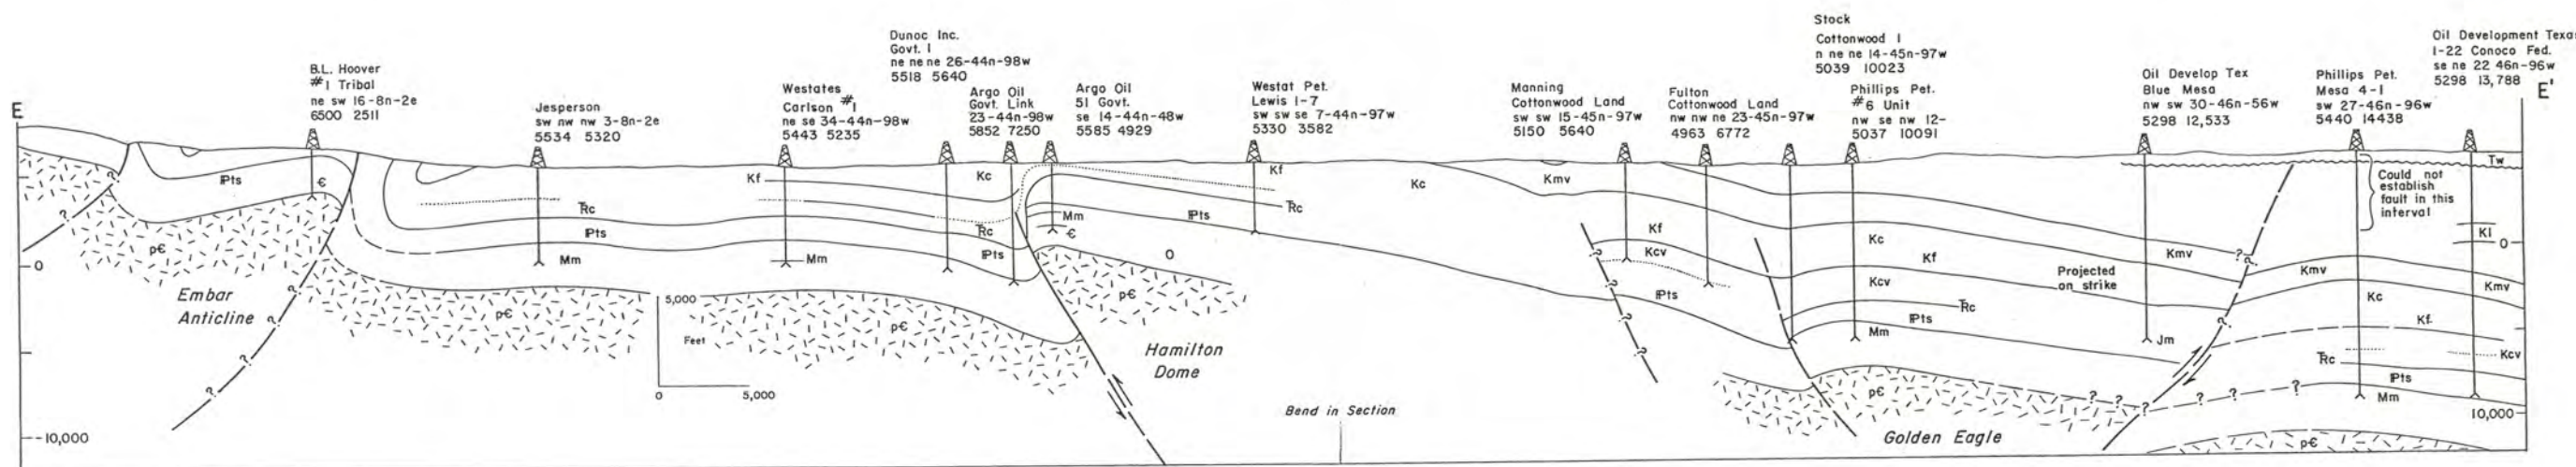 E
B.L. Hoover
#1 Tribal
ne sw 16-8n-2e
6500 2511
Jesperson
sw nw nw 3-8n-2e
5534 5320
Westates
Carlson #1
ne se 34-44n-98w
5443 5235
Dunoc Inc.
Govt. 1
ne ne ne 26-44n-98w
5518 5640
Argo Oil
Govt. Link
23-44n-98w
5852 7250
Argo Oil
51 Govt.
se 14-44n-48w
5585 4929
Westat Pet.
Lewis 1-7
sw sw se 7-44n-97w
5330 3582
Manning
Cottonwood Land
sw sw 15-45n-97w
5150 5640
Fulton
Cottonwood Land
nw nw ne 23-45n-97w
4963 6772
Stock
Cottonwood 1
n ne ne 14-45n-97w
5039 10023
Phillips Pet.
#6 Unit
nw se nw 12-
5037 10091
Oil Develop Tex
Blue Mesa
nw sw 30-46n-56w
5298 12,533
Phillips Pet.
Mesa 4-1
sw 27-46n-96w
5440 14438
Oil Development Texas
1-22 Conoco Fed.
se ne 22 46n-96w
5298 13,788
E'
ℙts
Є
?
?
pЄ
0
Embar
Anticline
?
?
?
?
-10,000
T̶Rc
ℙts
Mm
pЄ
Kf
Mm
pЄ
5,000
Feet
0
5,000
Kc
T̶Rc
ℙts
Mm
Є
0
pЄ
Hamilton
Dome
Kf
T̶Rc
ℙts
Bend in Section
Kc
Kmv
Kf
Kcv
ℙts
?
?
?
?
Kc
Kf
Kcv
T̶Rc
ℙts
Mm
pЄ
Golden Eagle
Projected
on strike
Kmv
Jm
?
?
?
?
?
?
?
?
?
Tw
Could not
establish
fault in this
interval
Kl
0
Kmv
Kmv
Kc
Kf
Kcv
T̶Rc
ℙts
Mm
10,000
pЄ